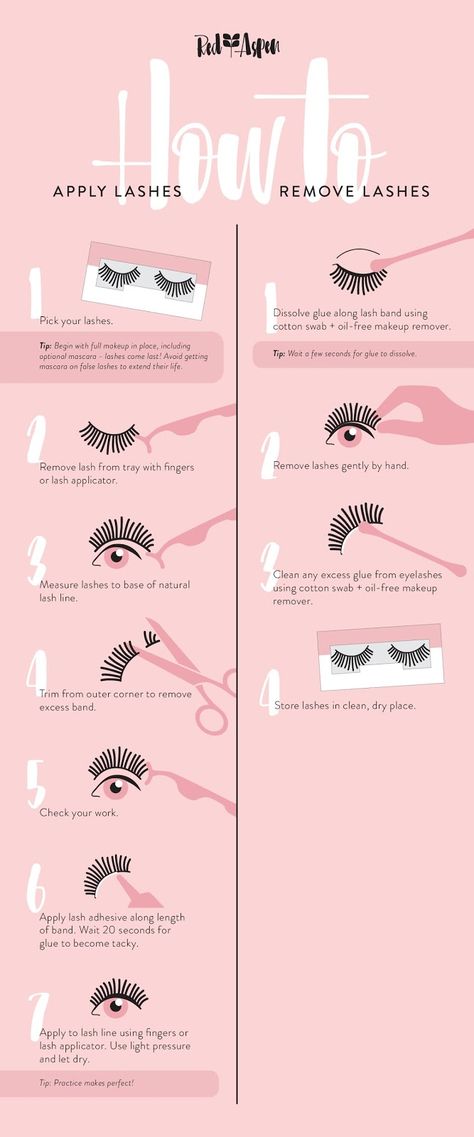 Red Aspen
How to
APPLY LASHES
REMOVE LASHES
1
Pick your lashes.
Tip: Begin with full makeup in place, including
optional mascara – lashes come last! Avoid getting
mascara on false lashes to extend their life.
2
Remove lash from tray with fingers
or lash applicator.
3
Measure lashes to base of natural
lash line.
4
Trim from outer corner to remove
excess band.
5
Check your work.
6
Apply lash adhesive along length
of band. Wait 20 seconds for
glue to become tacky.
7
Apply to lash line using fingers or
lash applicator. Use light pressure
and let dry.
Tip: Practice makes perfect!
1
Dissolve glue along lash band using
cotton swab + oil-free makeup remover.
Tip: Wait a few seconds for glue to dissolve.
2
Remove lashes gently by hand.
3
Clean any excess glue from eyelashes
using cotton swab + oil-free makeup
remover.
4
Store lashes in clean, dry place.